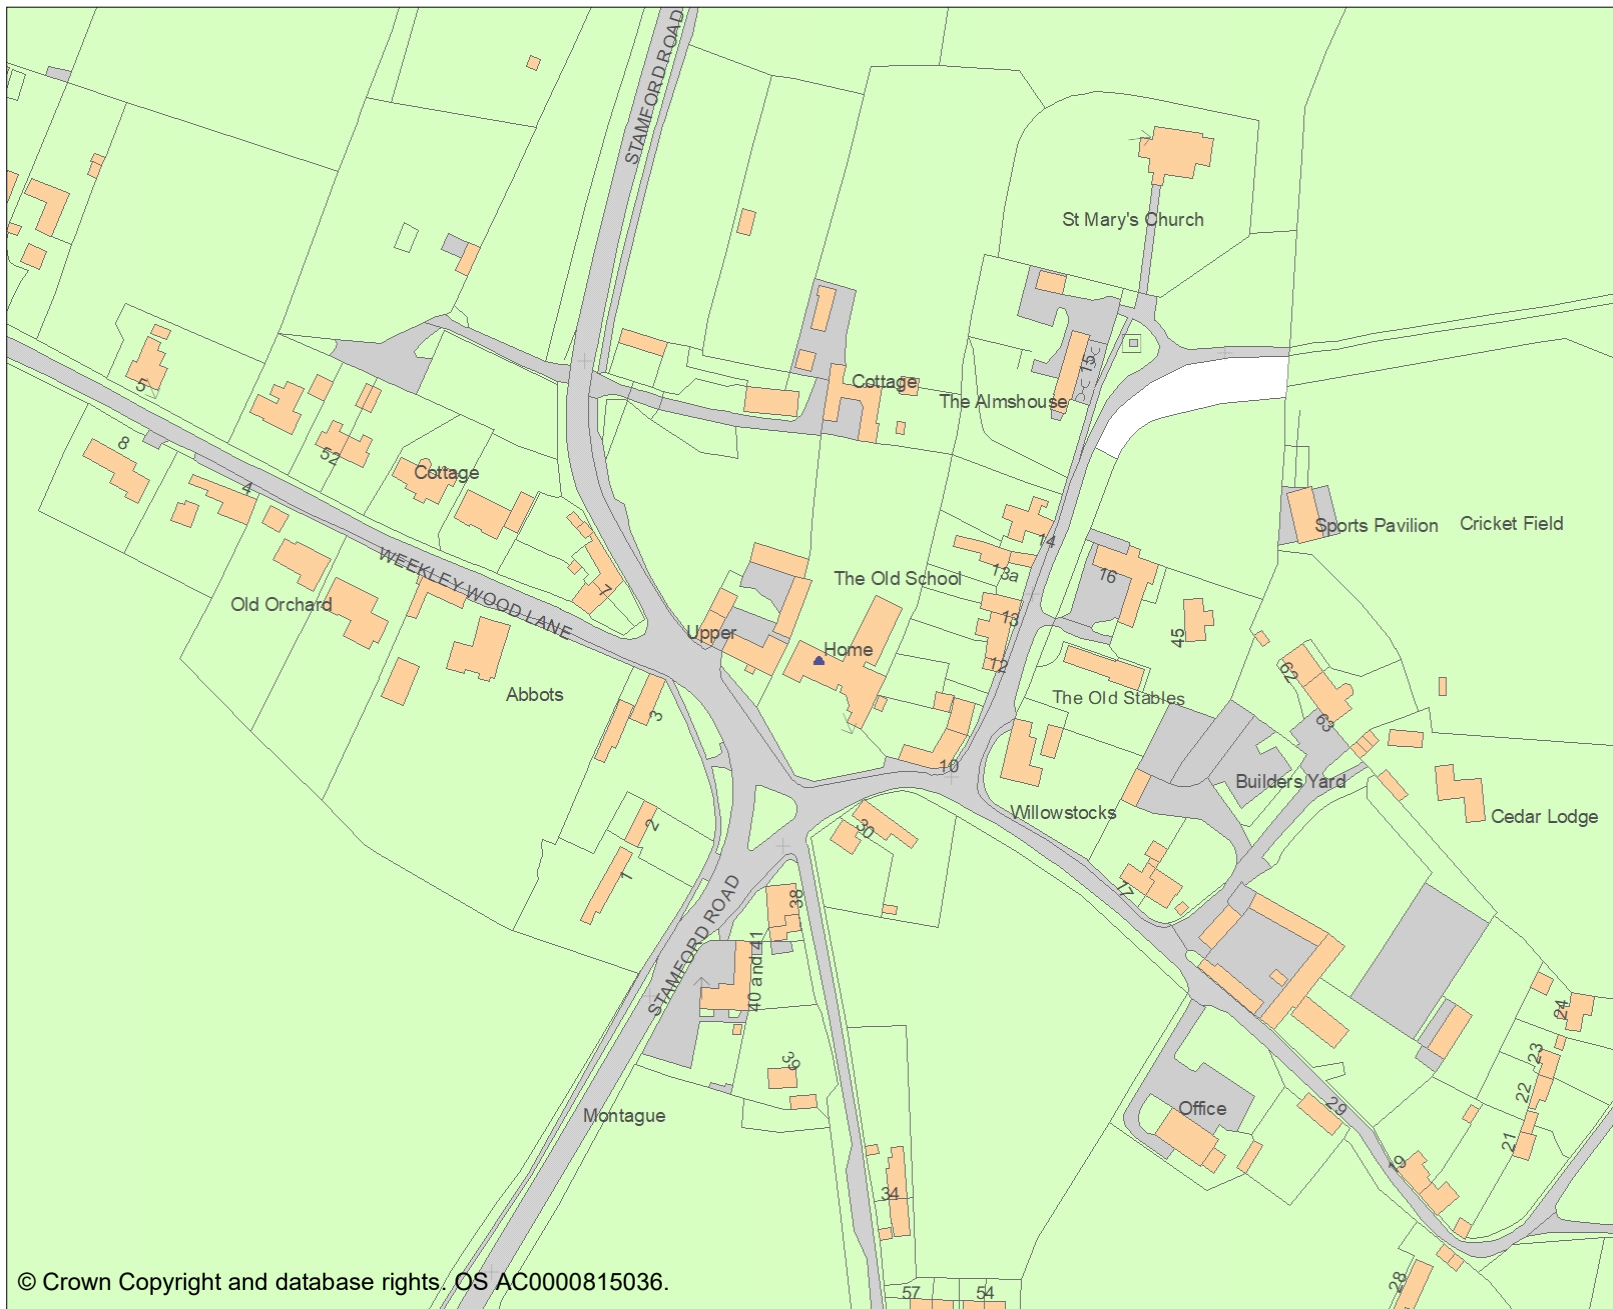 STAMFORD ROAD
St Mary's Church
5
15
Cottage
The Almshouse
8
52
Cottage
4
Sports Pavilion
Cricket Field
14
WEEKLEY WOOD LANE
13a
16
The Old School
7
Old Orchard
13
Upper
45
Home
12
62
Abbots
The Old Stables
3
63
10
Builders Yard
Willowstocks
Cedar Lodge
2
30
1
17
38
STAMFORD ROAD
40 and 41
24
39
23
22
Montague
Office
29
21
19
34
28
57
54
© Crown Copyright and database rights. OS AC0000815036.